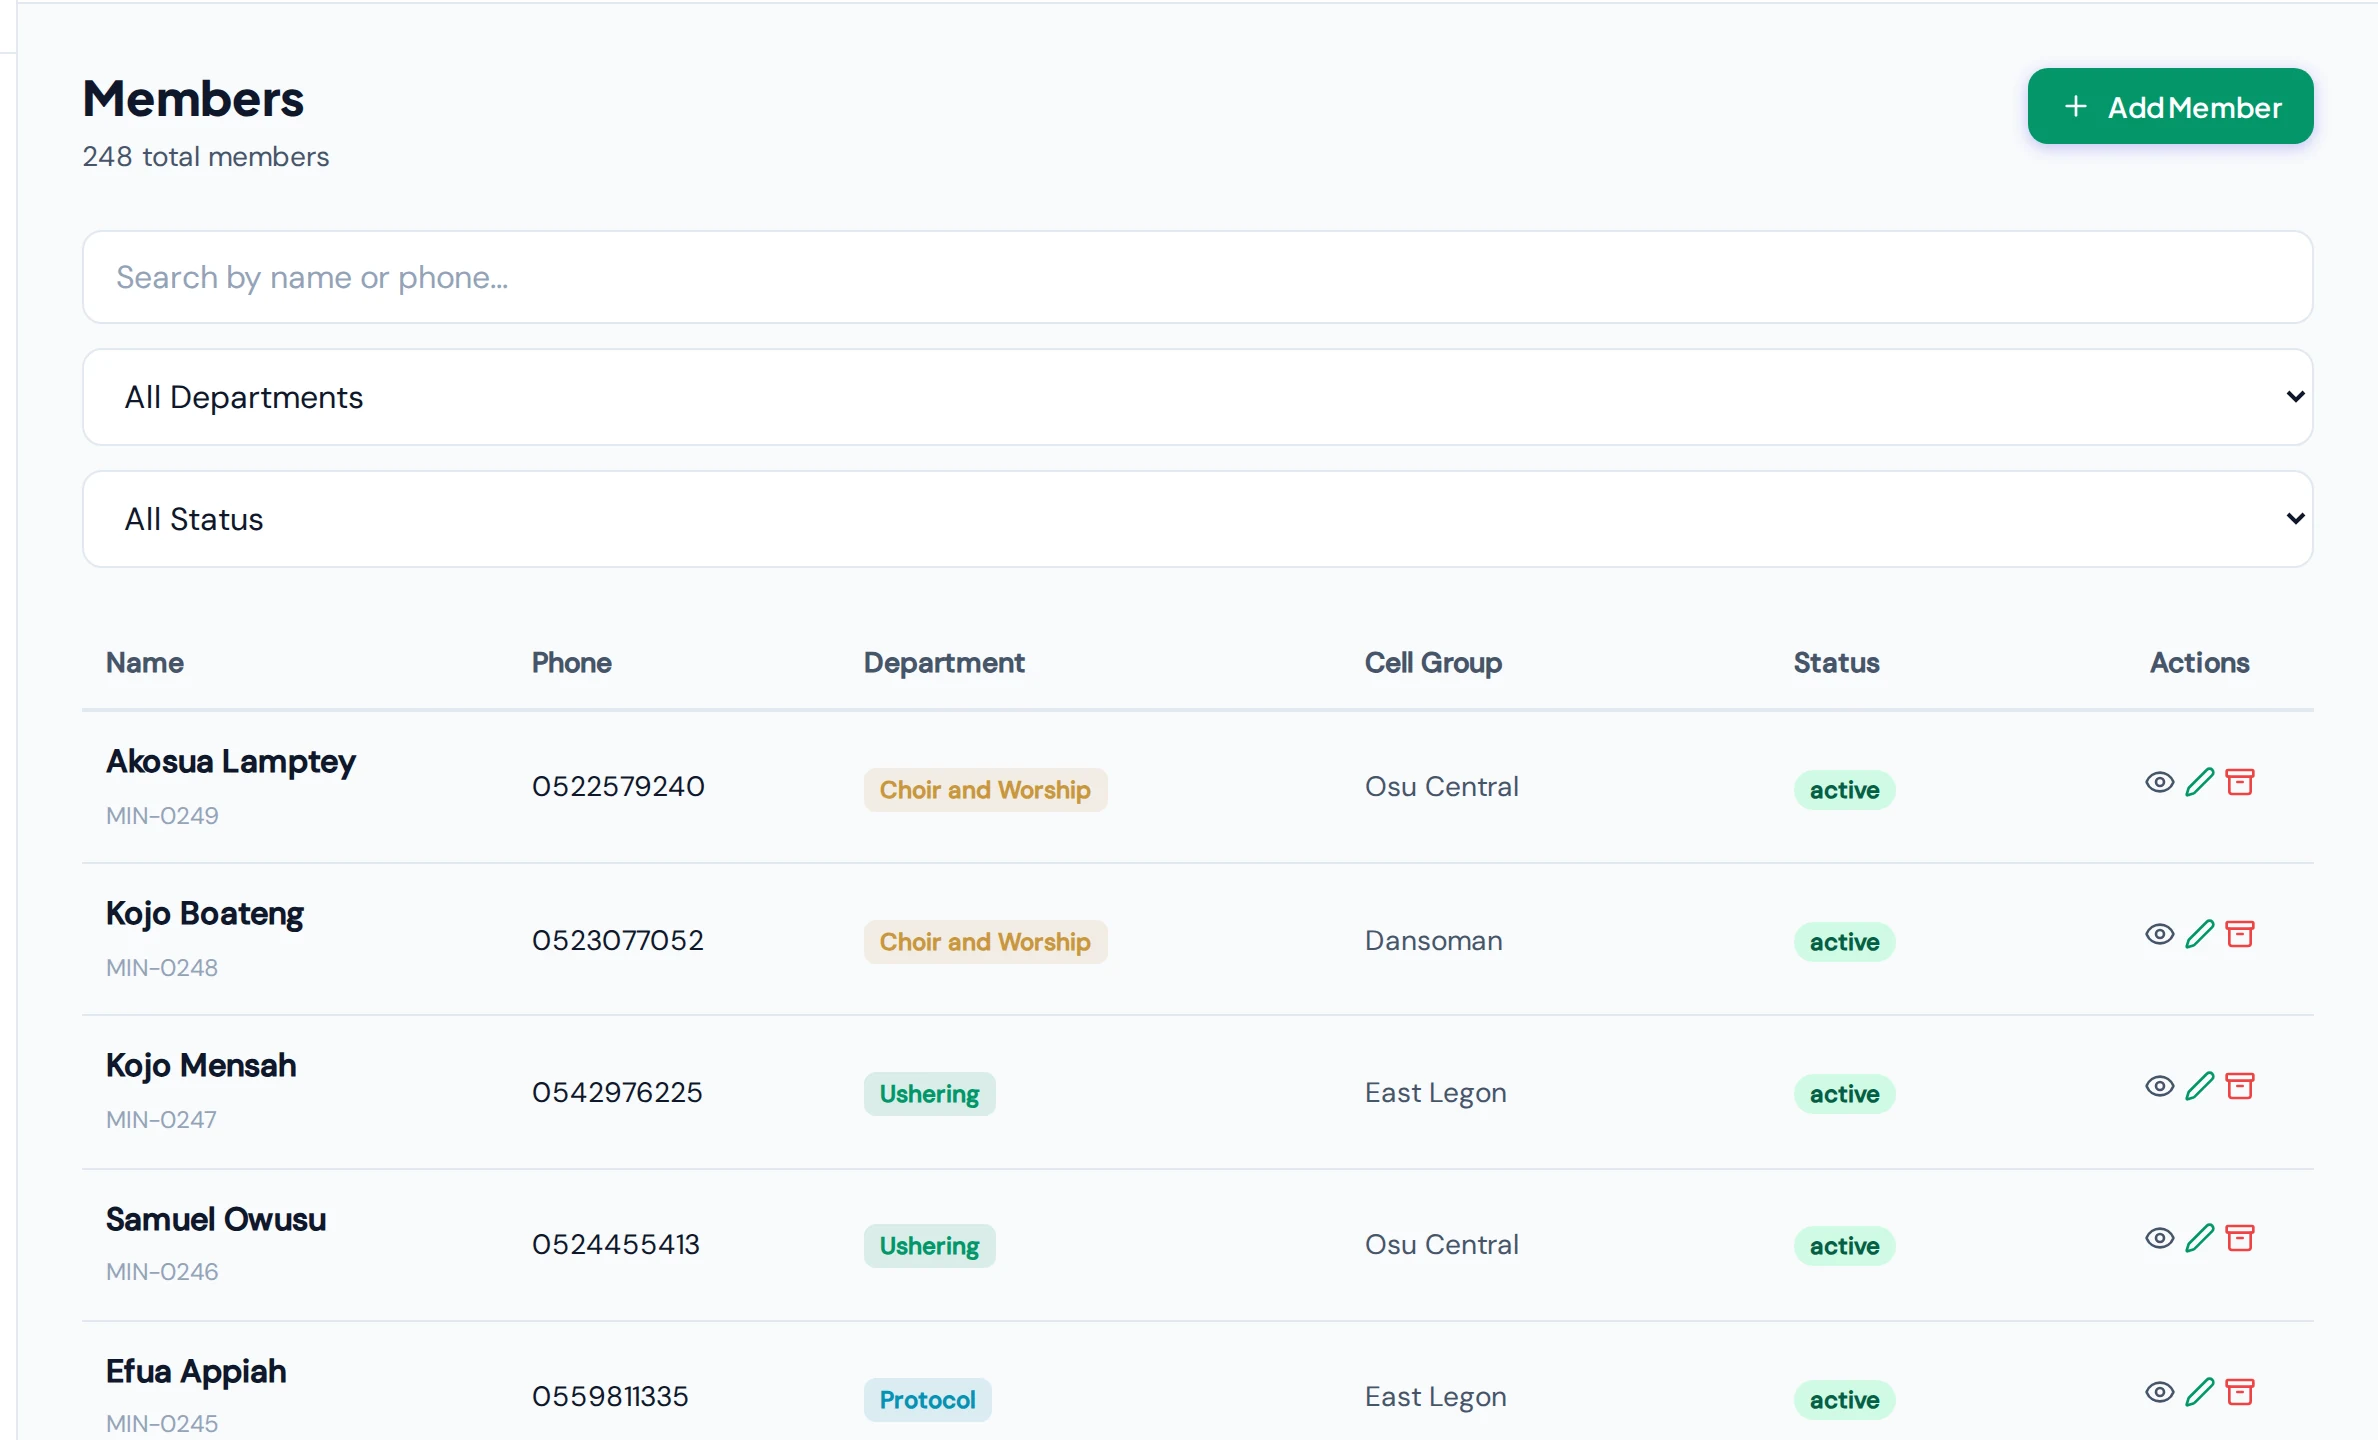 Members
248 total members
Add Member
Search by name or phone...
All Departments
All Status
Name Phone Department Cell Group Status Actions
Akosua Lamptey
MIN-0249
0522579240 Choir and Worship Osu Central active
Kojo Boateng
MIN-0248
0523077052 Choir and Worship Dansoman active
Kojo Mensah
MIN-0247
0542976225 Ushering East Legon active
Samuel Owusu
MIN-0246
0524455413 Ushering Osu Central active
Efua Appiah
MIN-0245
0559811335 Protocol East Legon active